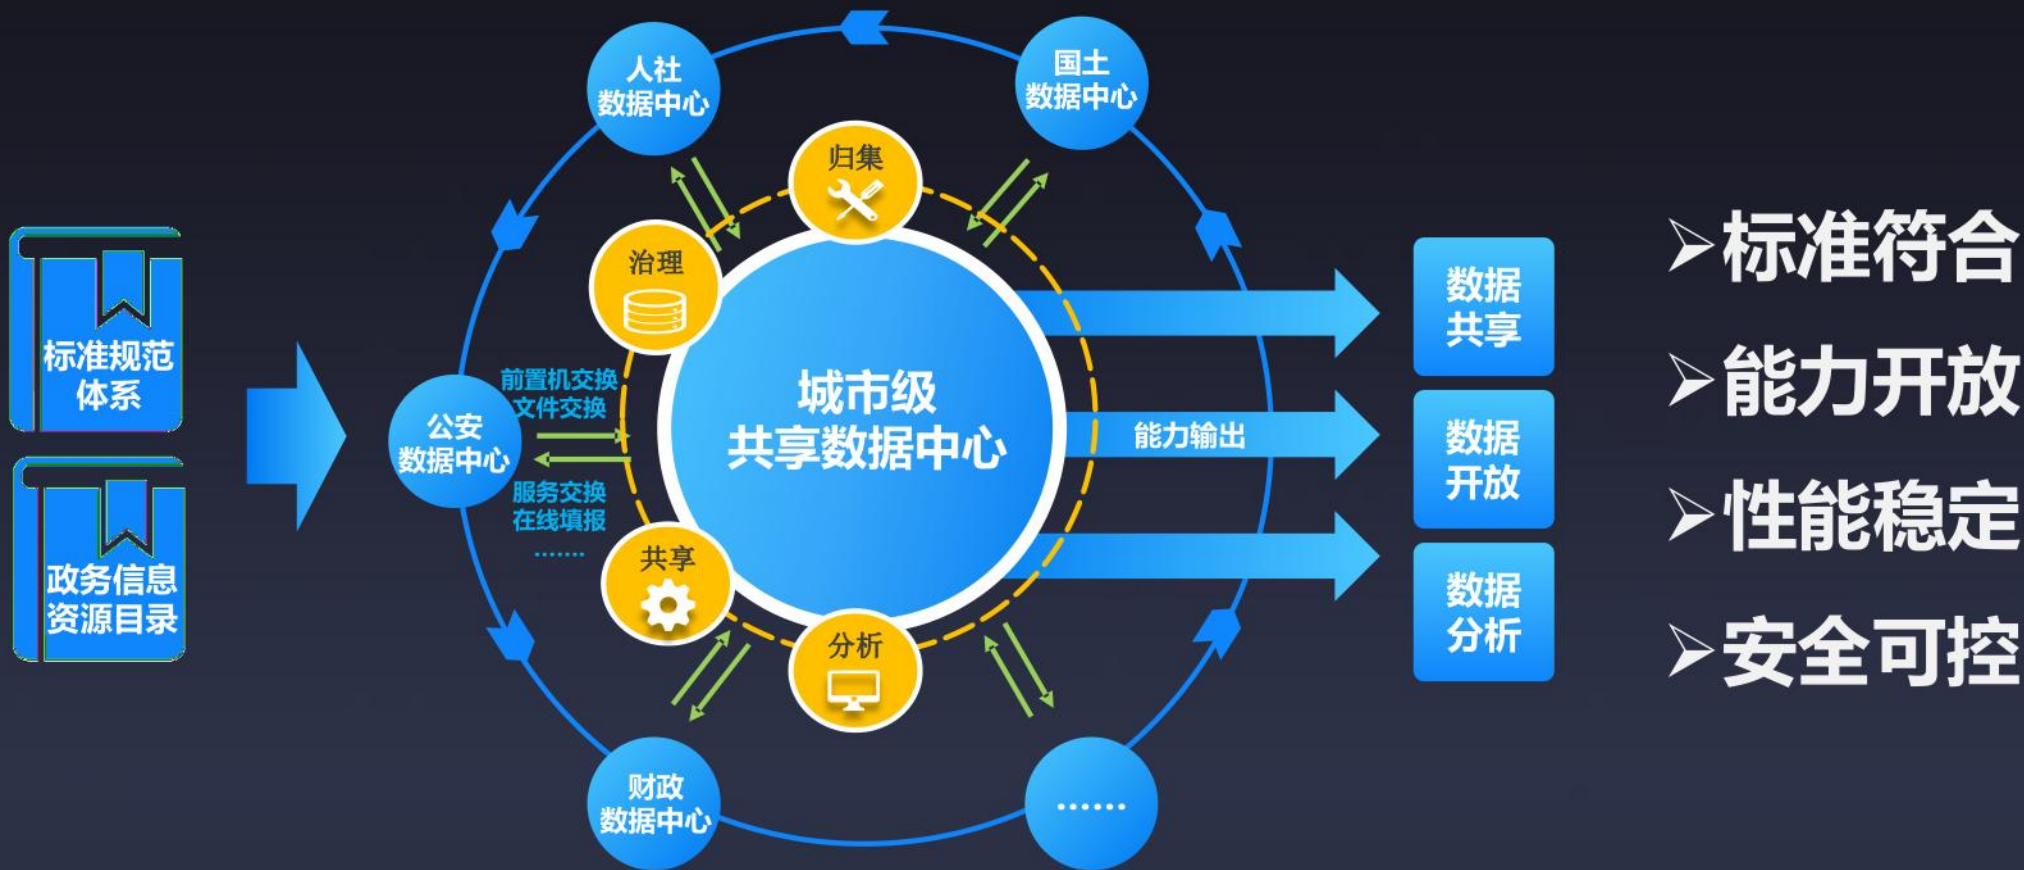 标准规范
体系
政务信息
资源目录
人社
数据中心
国土
数据中心
公安
数据中心
财政
数据中心
......
归集
治理
共享
分析
前置机交换
文件交换
服务交换
在线填报
.......
城市级
共享数据中心
能力输出
数据
共享
数据
开放
数据
分析
➢标准符合
➢能力开放
➢性能稳定
➢安全可控